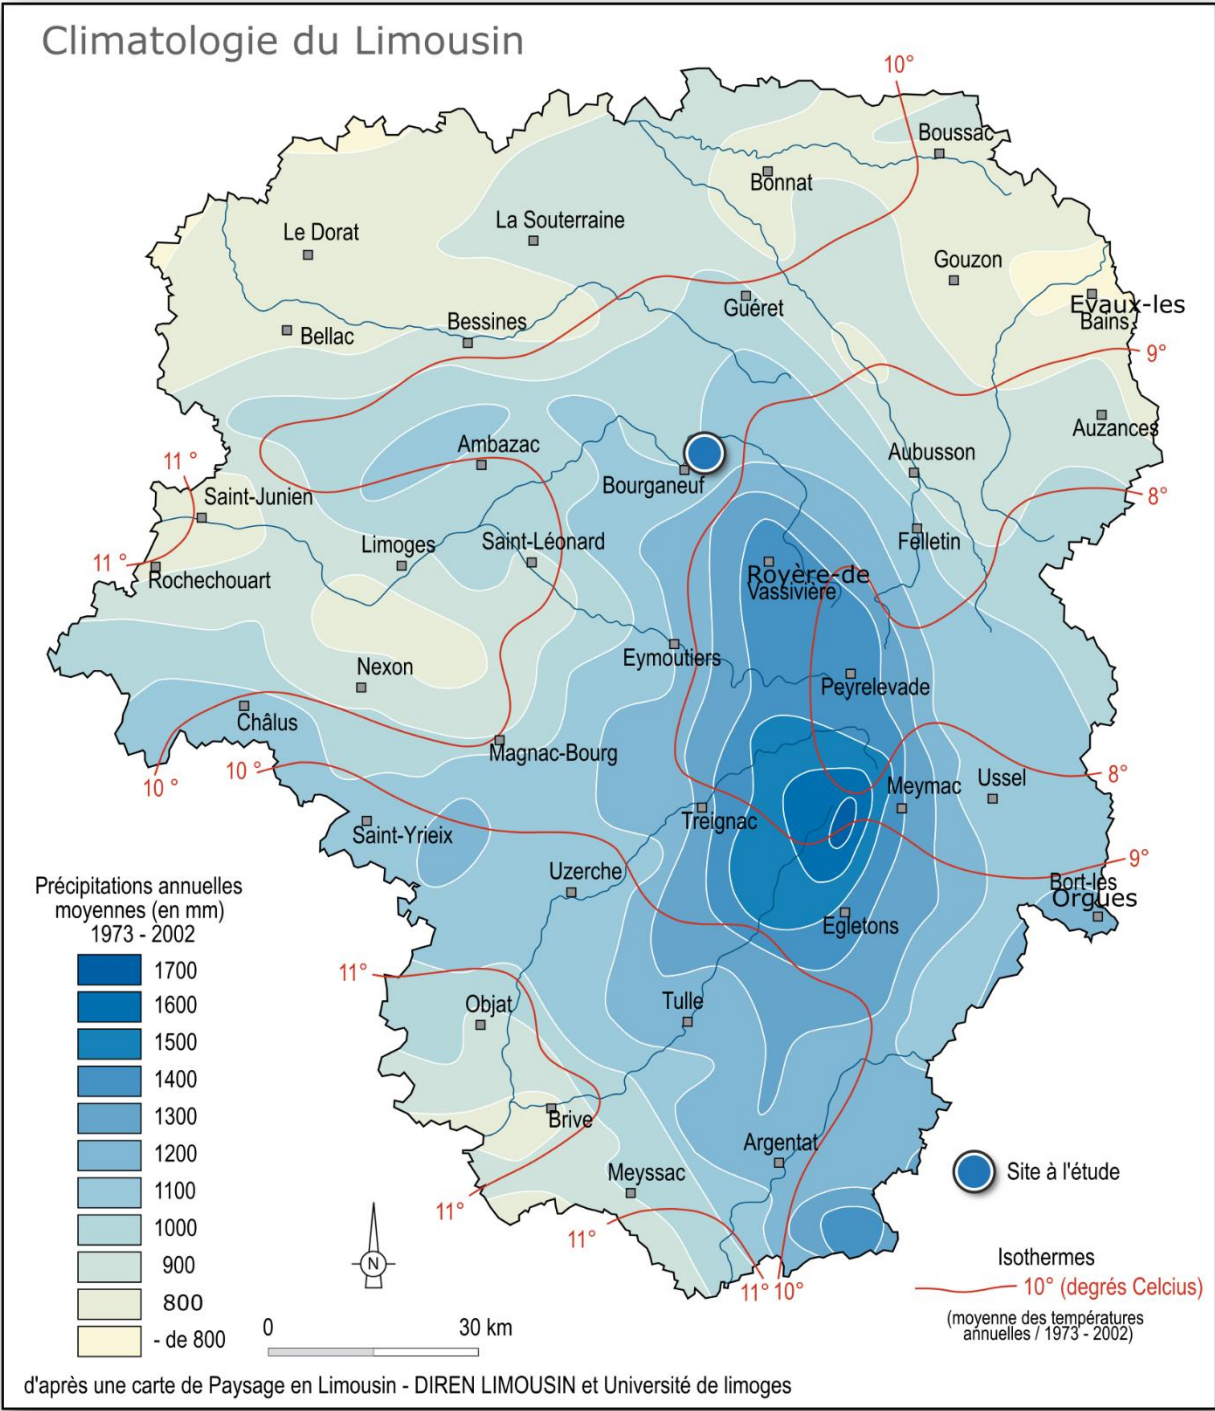 Climatologie du Limousin
10°
Boussac
Bonnat
La Souterraine
Le Dorat
Gouzon
Guéret
Evaux-les
Bains
Bessines
Bellac
9°
Auzances
Ambazac
Aubusson
11 °
Bourganeuf
Saint-Junien
8°
Limoges
Saint-Léonard
Felletin
11 °
Rochechouart
Royère-de
Vassivière
Eymoutiers
Nexon
Peyrelevade
Châlus
Magnac-Bourg
10 °
10 °
8°
Meymac
Ussel
Treignac
Saint-Yrieix
9°
Uzerche
Bort-les
Orgues
Egletons
Précipitations annuelles
moyennes (en mm)
1973 - 2002
1700
1600
1500
1400
1300
1200
1100
1000
900
800
- de 800
11°
Objat
Tulle
Brive
Argentat
Meyssac
11°
11°
11°
10°
Site à l'étude
N
Isothermes
10° (degrés Celcius)
(moyenne des températures
annuelles / 1973 - 2002)
0
30 km
d'après une carte de Paysage en Limousin - DIREN LIMOUSIN et Université de limoges